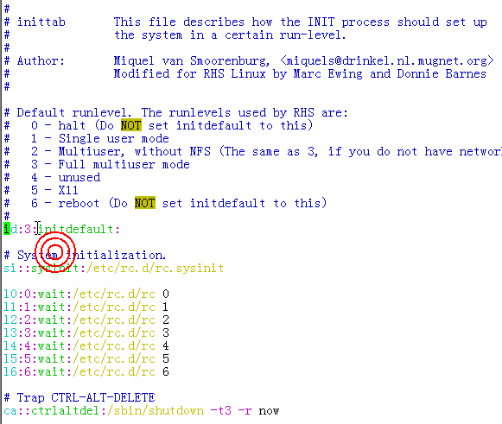 #
# inittab This file describes how the INIT process should set up
# the system in a certain run-level.
#
# Author: Miquel van Smoorenburg, <miquels@drinkel.nl.mugnet.org>
# Modified for RHS Linux by Marc Ewing and Donnie Barnes
#
# Default runlevel. The runlevels used by RHS are:
# 0 - halt (Do NOT set initdefault to this)
# 1 - Single user mode
# 2 - Multiuser, without NFS (The same as 3, if you do not have networ
# 3 - Full multiuser mode
# 4 - unused
# 5 - X11
# 6 - reboot (Do NOT set initdefault to this)
#
id:3:initdefault:
# System initialization.
si::sysinit:/etc/rc.d/rc.sysinit
l0:0:wait:/etc/rc.d/rc 0
l1:1:wait:/etc/rc.d/rc 1
l2:2:wait:/etc/rc.d/rc 2
l3:3:wait:/etc/rc.d/rc 3
l4:4:wait:/etc/rc.d/rc 4
l5:5:wait:/etc/rc.d/rc 5
l6:6:wait:/etc/rc.d/rc 6
# Trap CTRL-ALT-DELETE
ca::ctrlaltdel:/sbin/shutdown -t3 -r now